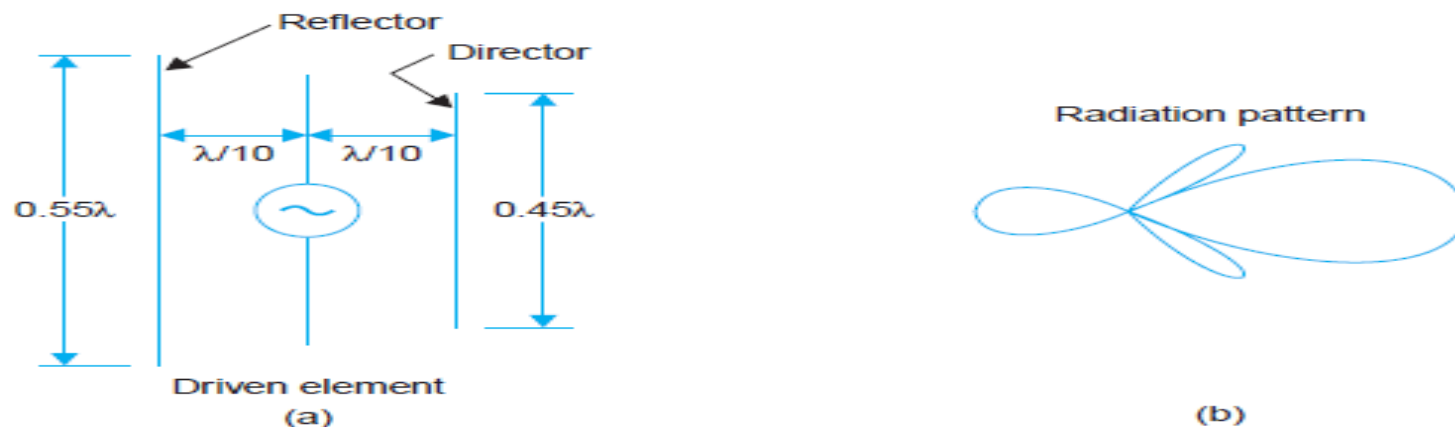 Reflector
Director
λ/10 λ/10
0.55λ
0.45λ
Driven element
(a)
Radiation pattern
(b)